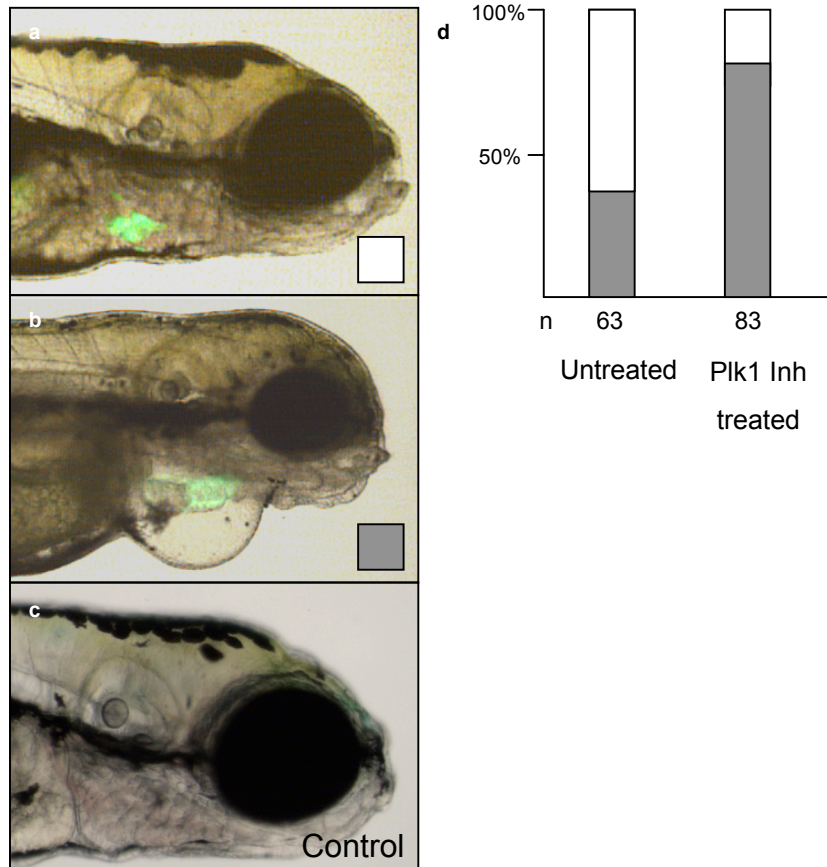 a
b
c
Control
d
100%
50%
n 63 83
Untreated Plk1 Inh
treated